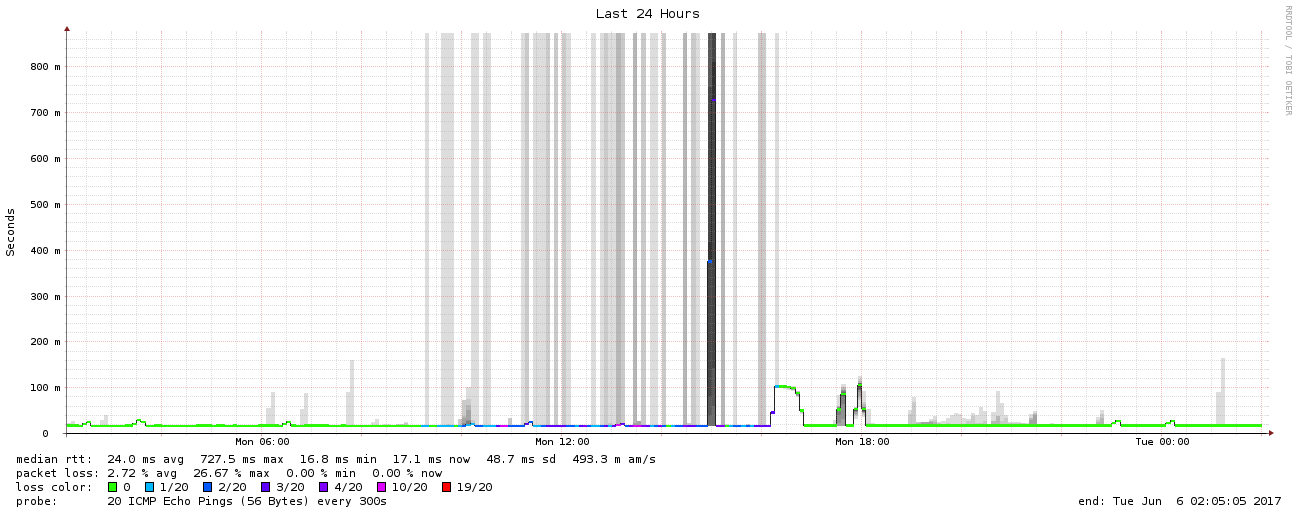 Last 24 Hours
RRDTOOL / TOBI OETIKER
Seconds
800 m
700 m
600 m
500 m
400 m
300 m
200 m
100 m
0
Mon 06:00 Mon 12:00 Mon 18:00 Tue 00:00
median rtt: 24.0 ms avg 727.5 ms max 16.8 ms min 17.1 ms now 48.7 ms sd 493.3 m am/s
packet loss: 2.72 % avg 26.67 % max 0.00 % min 0.00 % now
loss color: 0 1/20 2/20 3/20 4/20 10/20 19/20
probe: 20 ICMP Echo Pings (56 Bytes) every 300s end: Tue Jun 6 02:05:05 2017